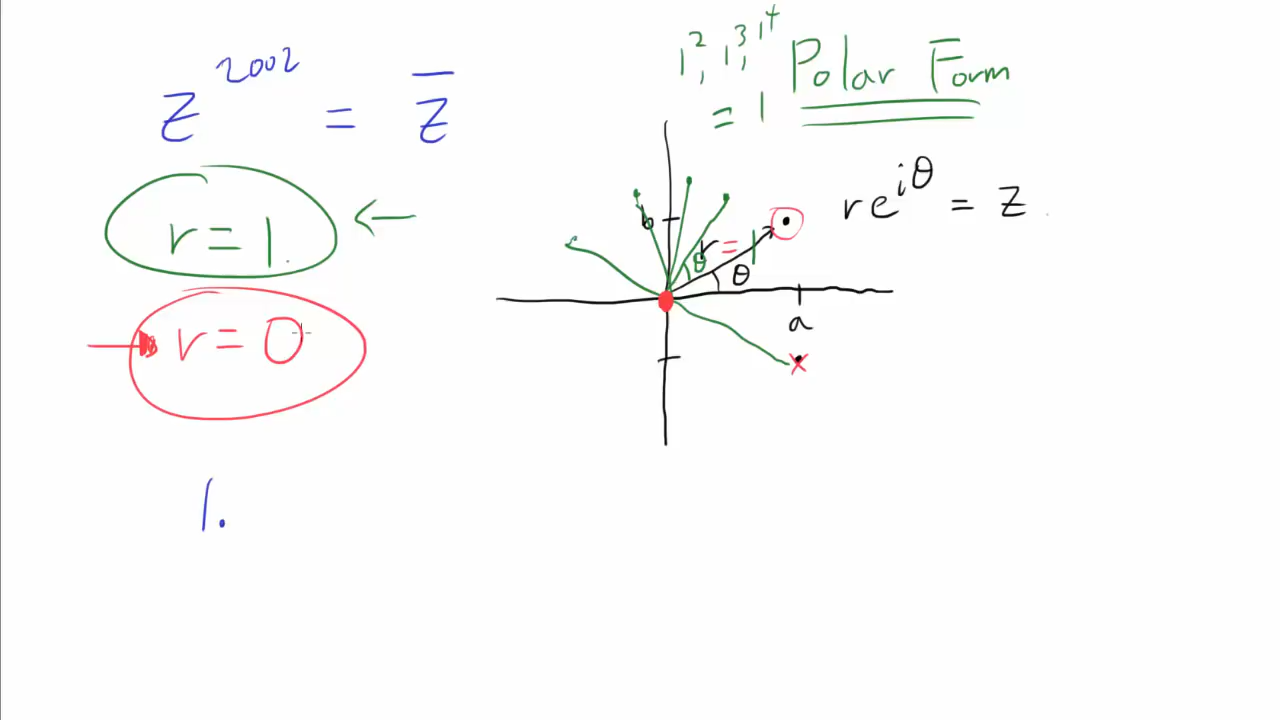 z^2002 = z̅
1^2, 1^3, 1^4
= 1
Polar Form
re^iθ = z
r = 1.
b
r = 1
θ
θ
a
r = 0
1.